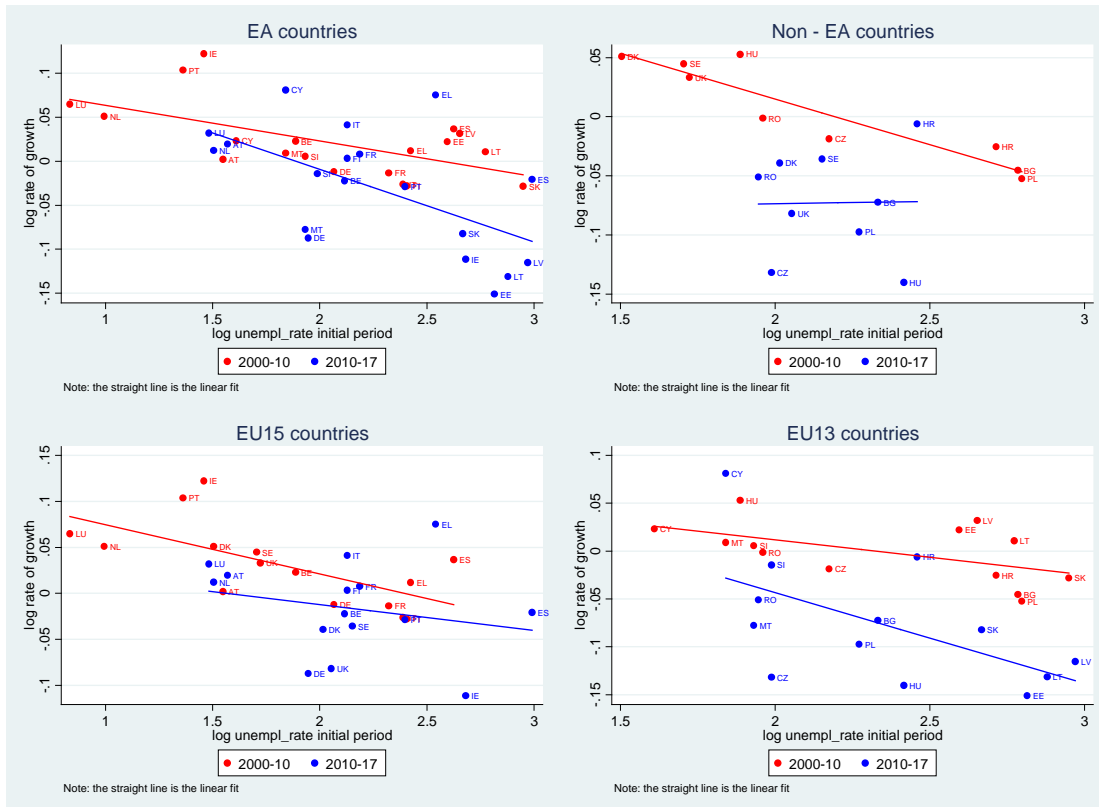 EA countries
log rate of growth
.1
.05
0
-.05
-.1
-.15
IE
PT
LU
NL
CY
EL
ES
LV
EE
IT
LU
CY
BE
NL
AT
AT
MT
SI
FI
FR
EL
LT
DE
FR
SI
BE
PT
ES
SK
MT
DE
SK
IE
LV
LT
EE
1
1.5
2
2.5
3
log unempl_rate initial period
2000-10
2010-17
Note: the straight line is the linear fit
Non - EA countries
log rate of growth
.05
0
-.05
-.1
-.15
DK
HU
SE
UK
RO
CZ
HR
HR
DK
SE
RO
BG
PL
BG
UK
PL
CZ
HU
1.5
2
2.5
3
log unempl_rate initial period
2000-10
2010-17
Note: the straight line is the linear fit
EU15 countries
log rate of growth
.15
.1
.05
0
-.05
-.1
IE
PT
LU
NL
DK
SE
UK
EL
IT
ES
LU
AT
BE
NL
AT
FI
FR
EL
DE
FR
BE
PT
ES
DK
SE
DE
UK
IE
1
1.5
2
2.5
3
log unempl_rate initial period
2000-10
2010-17
Note: the straight line is the linear fit
EU13 countries
log rate of growth
.1
.05
0
-.05
-.1
-.15
CY
HU
CY
MT
SI
RO
CZ
EE
LV
LT
HR
SI
HR
SK
RO
BG
PL
MT
BG
SK
PL
CZ
HU
LV
LT
EE
1.5
2
2.5
3
log unempl_rate initial period
2000-10
2010-17
Note: the straight line is the linear fit